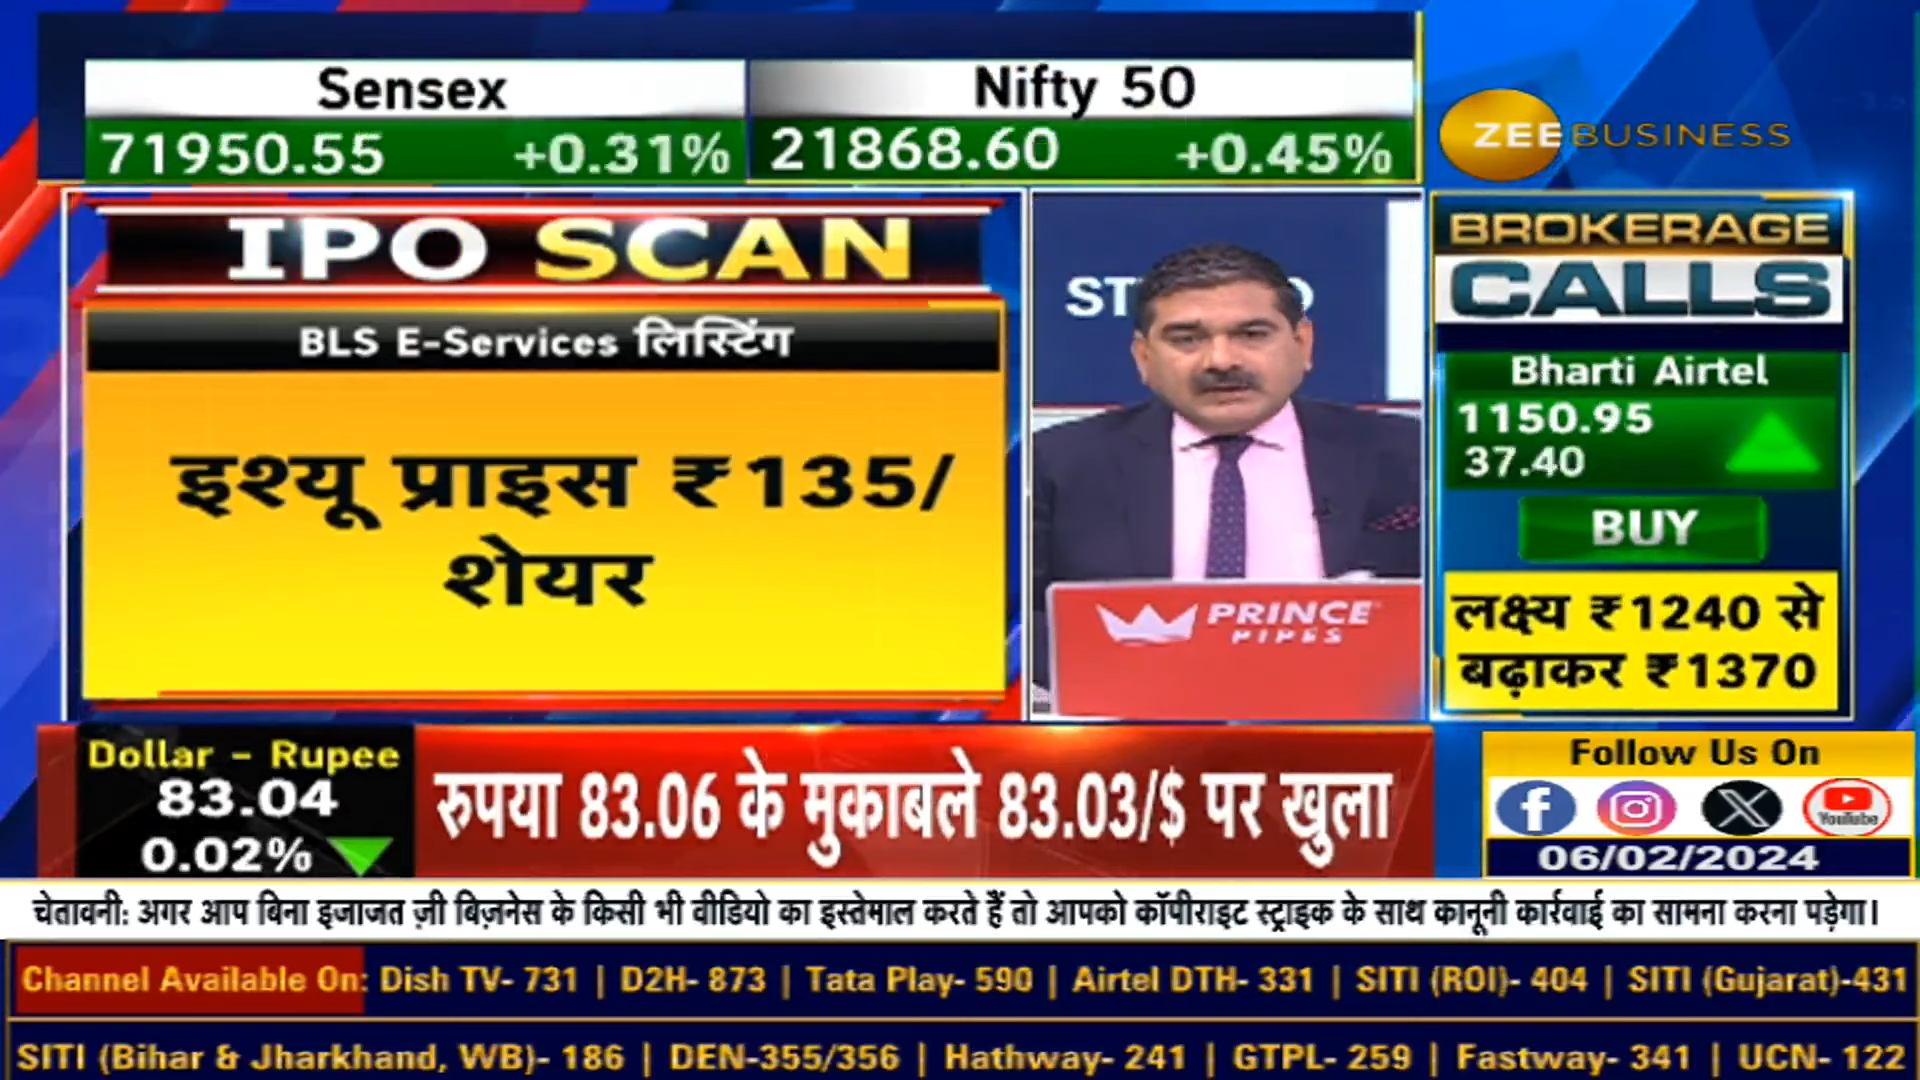 Sensex
71950.55 +0.31%
Nifty 50
21868.60 +0.45%
ZEE BUSINESS
IPO SCAN
BLS E-Services लिस्टिंग
इश्यू प्राइस ₹135/
शेयर
PRINCE
PIPES
BROKERAGE
CALLS
Bharti Airtel
1150.95
37.40
BUY
लक्ष्य ₹1240 से
बढ़ाकर ₹1370
Dollar - Rupee
83.04
0.02%
रुपया 83.06 के मुकाबले 83.03/$ पर खुला
Follow Us On
YouTube
06/02/2024
चेतावनी: अगर आप बिना इजाजत ज़ी बिज़नेस के किसी भी वीडियो का इस्तेमाल करते हैं तो आपको कॉपीराइट स्ट्राइक के साथ कानूनी कार्रवाई का सामना करना पड़ेगा।
Channel Available On: Dish TV- 731 | D2H- 873 | Tata Play- 590 | Airtel DTH- 331 | SITI (ROI)- 404 | SITI (Gujarat)-431
SITI (Bihar & Jharkhand, WB)- 186 | DEN-355/356 | Hathway- 241 | GTPL- 259 | Fastway- 341 | UCN- 122